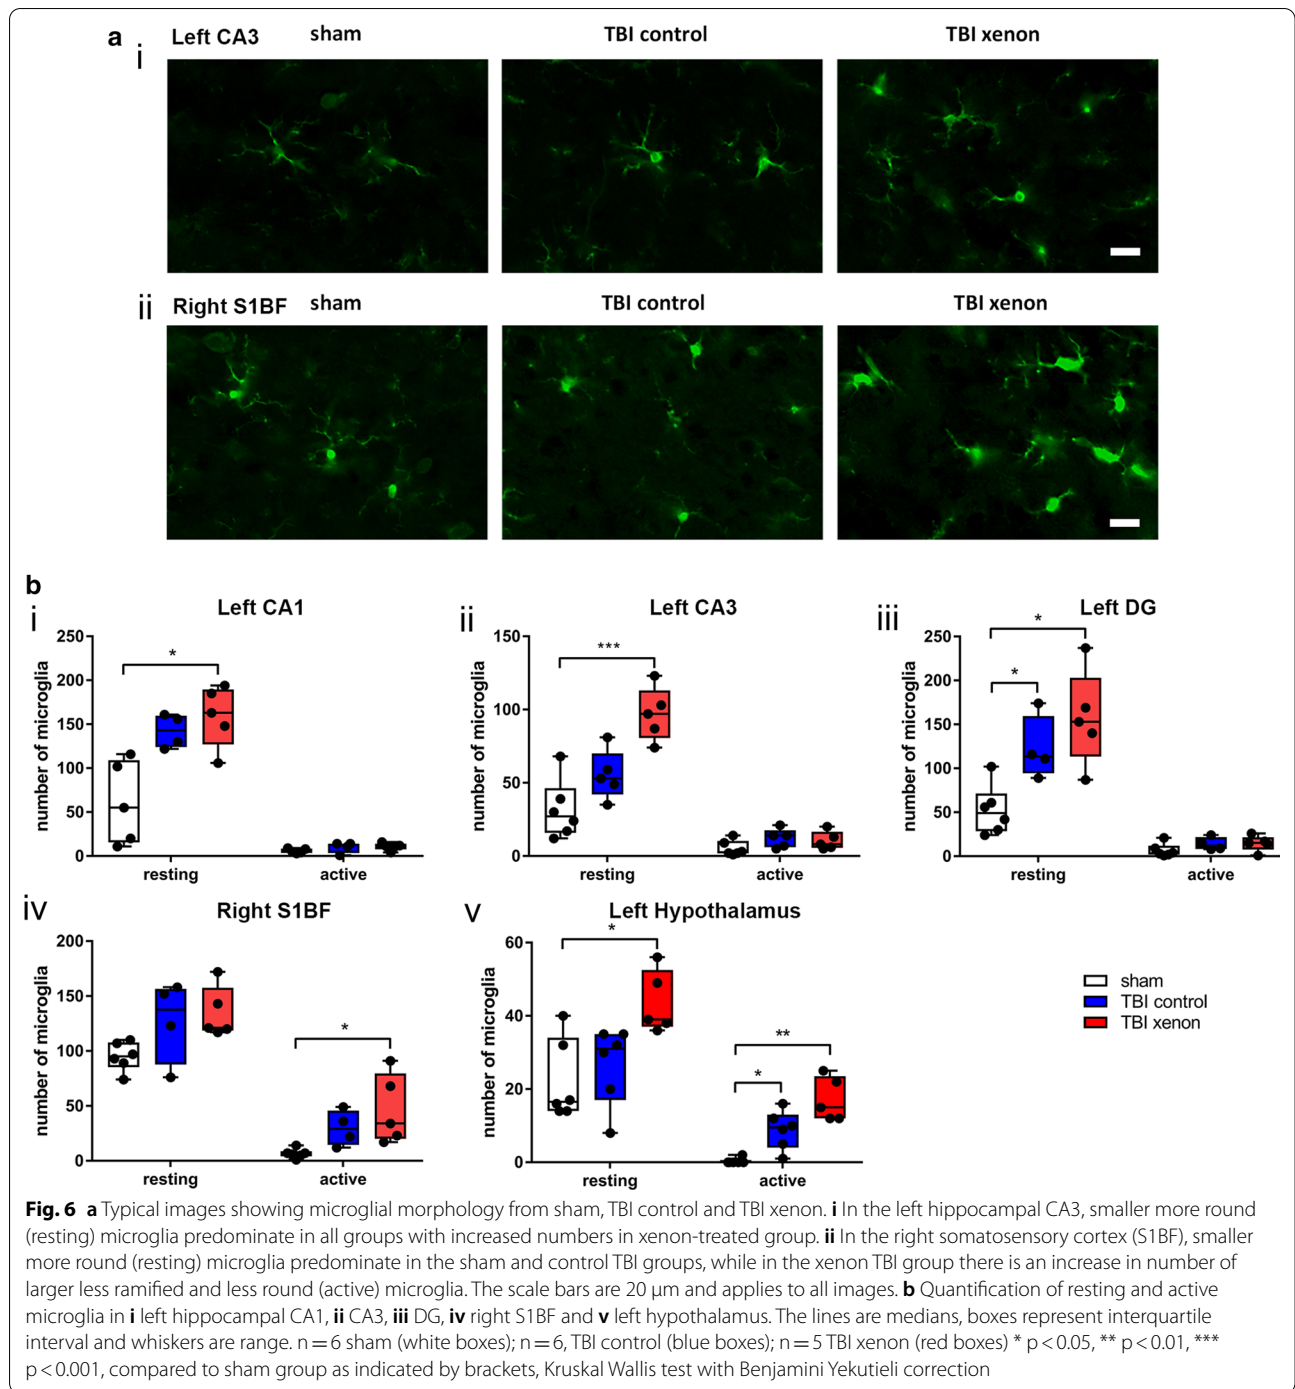 a
i
Left CA3 sham TBI control TBI xenon
ii
Right S1BF sham TBI control TBI xenon
b
i
Left CA1
number of microglia
250
200
150
100
50
0
*
resting active
ii
Left CA3
number of microglia
150
100
50
0
***
resting active
iii
Left DG
number of microglia
250
200
150
100
50
0
*
*
resting active
iv
Right S1BF
number of microglia
200
150
100
50
0
*
resting active
v
Left Hypothalamus
number of microglia
60
40
20
0
*
*
**
resting active
sham
TBI control
TBI xenon
Fig. 6 a Typical images showing microglial morphology from sham, TBI control and TBI xenon. i In the left hippocampal CA3, smaller more round
(resting) microglia predominate in all groups with increased numbers in xenon-treated group. ii In the right somatosensory cortex (S1BF), smaller
more round (resting) microglia predominate in the sham and control TBI groups, while in the xenon TBI group there is an increase in number of
larger less ramified and less round (active) microglia. The scale bars are 20 μm and applies to all images. b Quantification of resting and active
microglia in i left hippocampal CA1, ii CA3, iii DG, iv right S1BF and v left hypothalamus. The lines are medians, boxes represent interquartile
interval and whiskers are range. n = 6 sham (white boxes); n = 6, TBI control (blue boxes); n = 5 TBI xenon (red boxes) * p < 0.05, ** p < 0.01, ***
p < 0.001, compared to sham group as indicated by brackets, Kruskal Wallis test with Benjamini Yekutieli correction